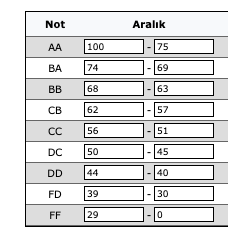 Not Aralık
AA 100 - 75
BA 74 - 69
BB 68 - 63
CB 62 - 57
CC 56 - 51
DC 50 - 45
DD 44 - 40
FD 39 - 30
FF 29 - 0